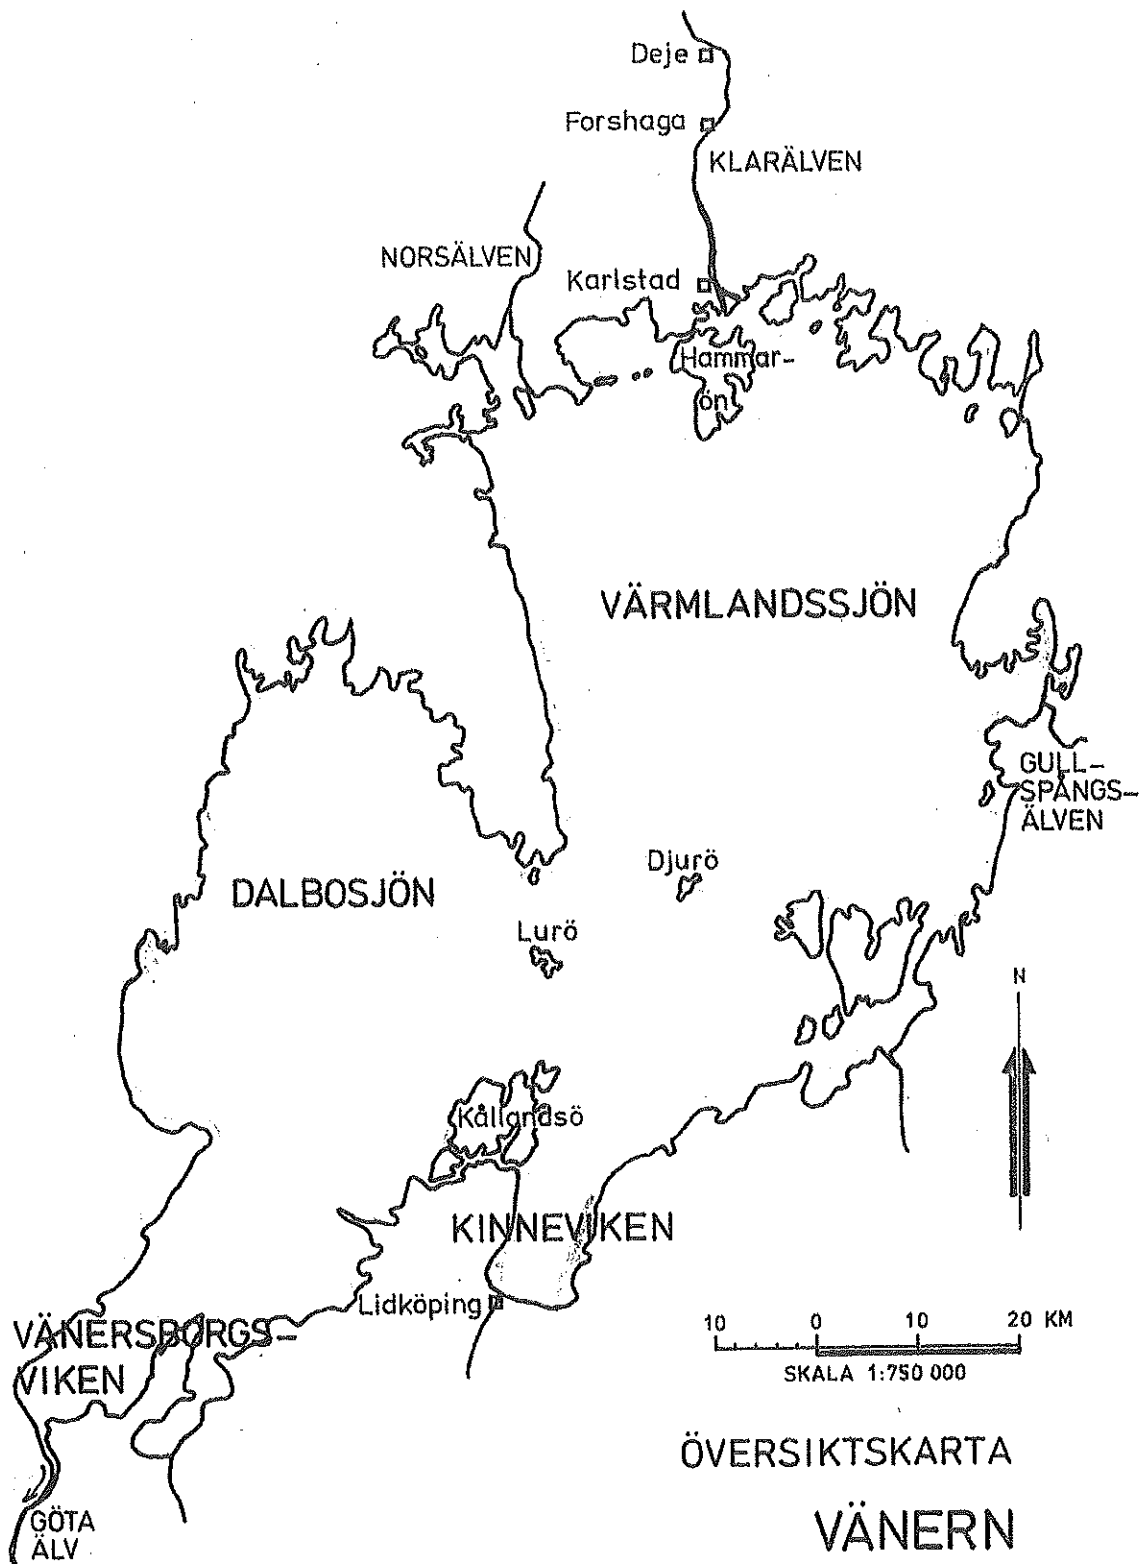 Deje
Forshaga
KLARÄLVEN
NORSÄLVEN
Karlstad
Hammar-
ön
VÄRMLANDSSJÖN
GULL-
SPÅNGS-
ÄLVEN
Djurö
DALBOSJÖN
Lurö
N
Kållandsö
KINNEVIKEN
Lidköping
VÄNERSBORGS-
VIKEN
10 0 10 20 KM
SKALA 1:750 000
ÖVERSIKTSKARTA
VÄNERN
GÖTA
ÄLV